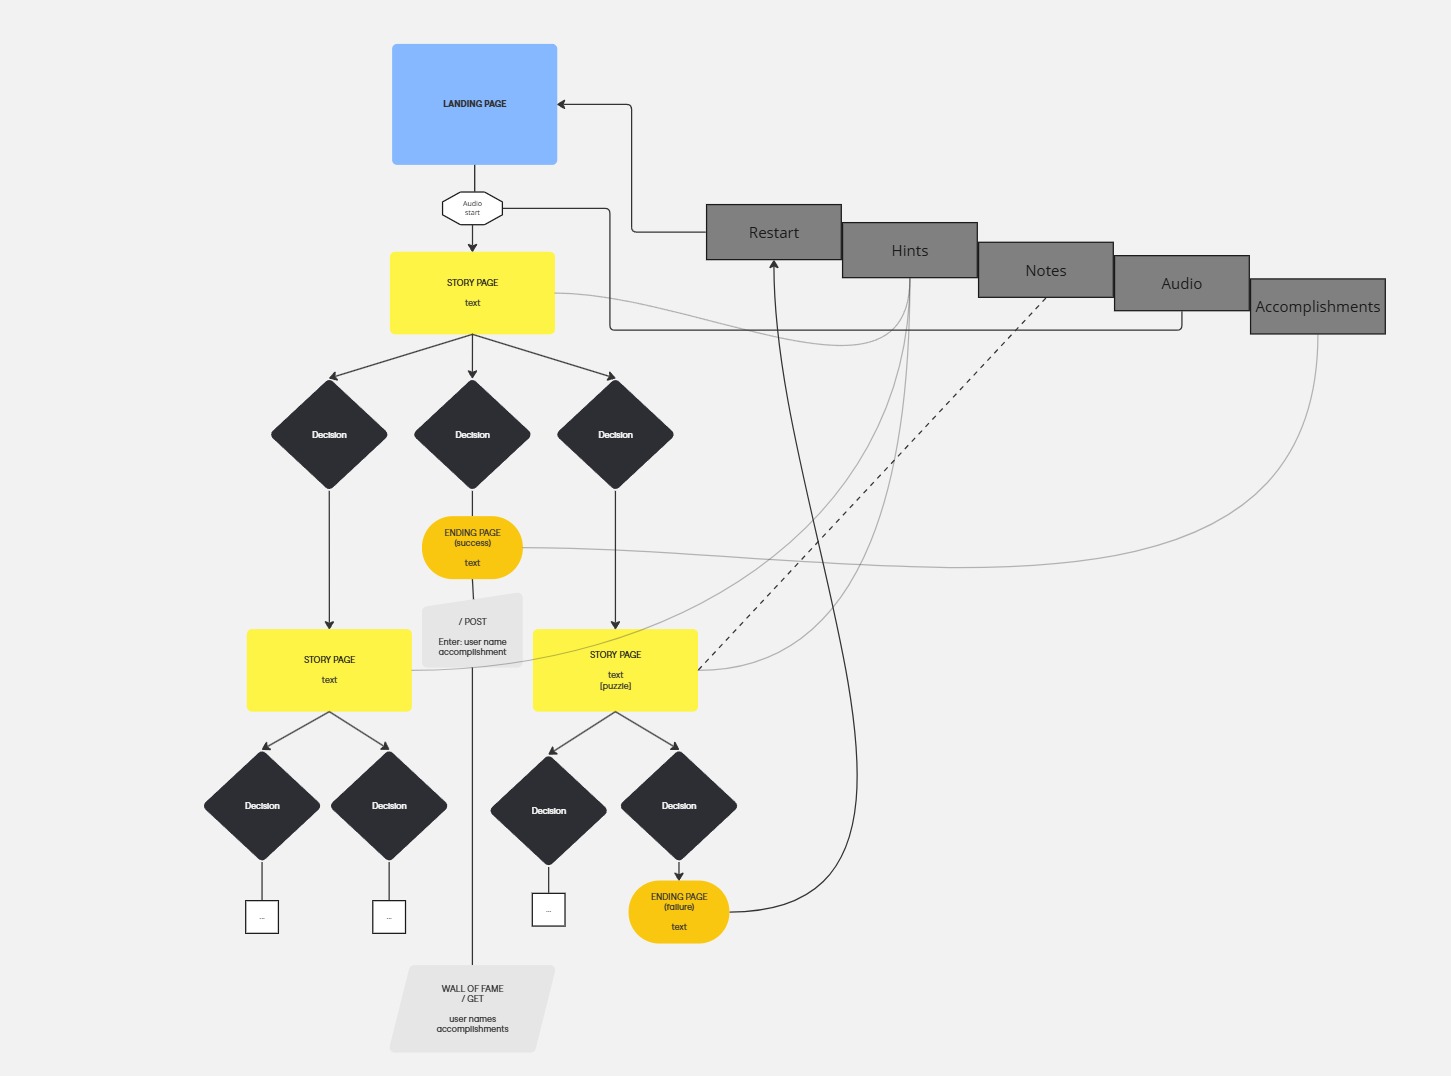 LANDING PAGE
Audio
start
Restart
Hints
Notes
Audio
Accomplishments
STORY PAGE
text
Decision
Decision
Decision
ENDING PAGE
(success)
text
/ POST
Enter: user name
accomplishment
STORY PAGE
text
STORY PAGE
text
[puzzle]
Decision
Decision
Decision
Decision
...
...
...
ENDING PAGE
(failure)
text
WALL OF FAME
/ GET
user names
accomplishments